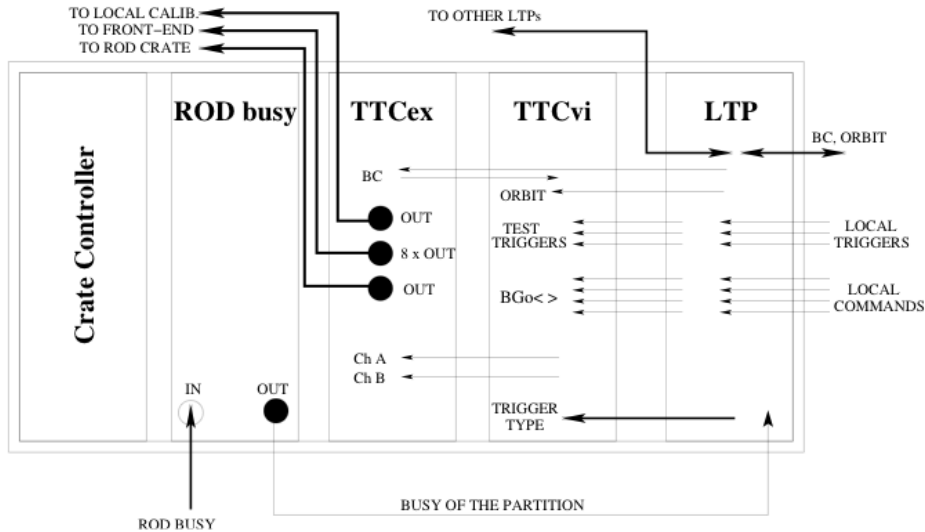 TO LOCAL CALIB.
TO FRONT-END
TO ROD CRATE
TO OTHER LTPs
ROD busy
TTCex
TTCvi
LTP
BC, ORBIT
Crate Controller
BC
ORBIT
OUT
8 x OUT
OUT
TEST
TRIGGERS
LOCAL
TRIGGERS
BGo< >
LOCAL
COMMANDS
Ch A
Ch B
IN
OUT
TRIGGER
TYPE
BUSY OF THE PARTITION
ROD BUSY